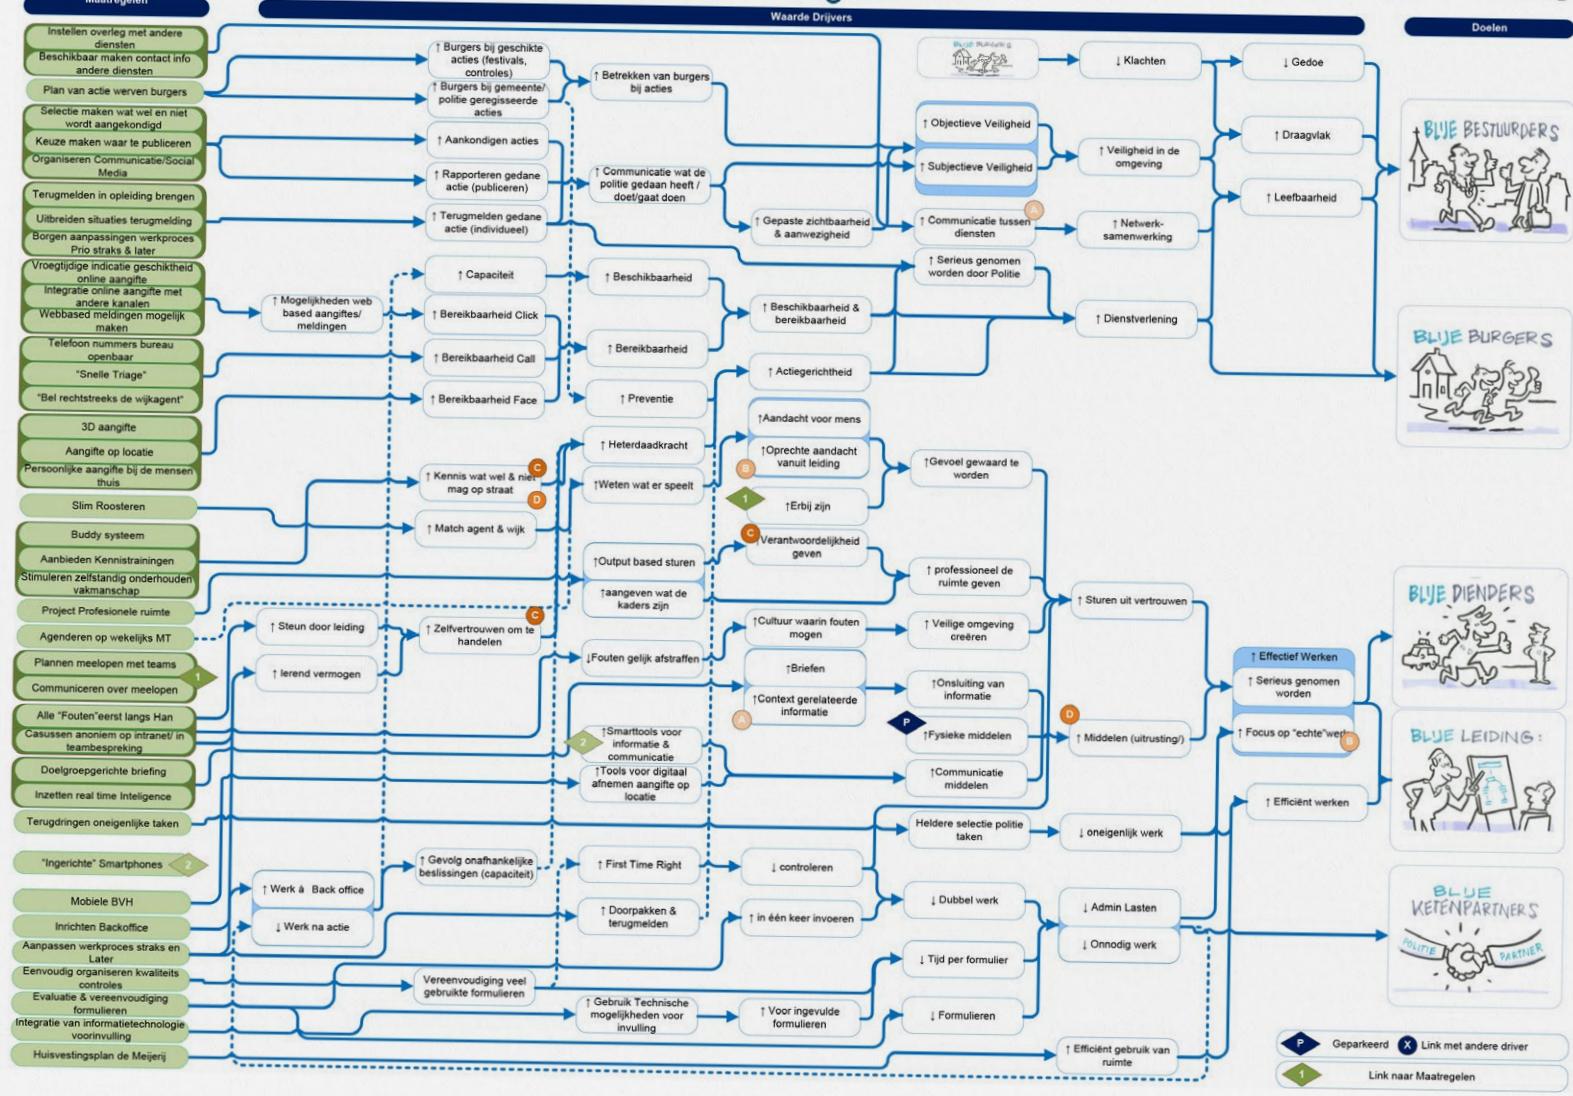 Maatregelen
Waarde Drijvers
Doelen
Instellen overleg met andere
diensten
Beschikbaar maken contact info
andere diensten
Plan van actie werven burgers
Selectie maken wat wel en niet
wordt aangekondigd
Keuze maken waar te publiceren
Organiseren Communicatie/Social
Media
Terugmelden in opleiding brengen
Uitbreiden situaties terugmelding
Borgen aanpassingen werkproces
Prio straks & later
Vroegtijdige indicatie geschiktheid
online aangifte
Integratie online aangifte met
andere kanalen
Webbased meldingen mogelijk
maken
Telefoon nummers bureau
openbaar
"Snelle Triage"
"Bel rechtstreeks de wijkagent"
3D aangifte
Aangifte op locatie
Persoonlijke aangifte bij de mensen
thuis
Slim Roosteren
Buddy systeem
Aanbieden Kennistrainingen
Stimuleren zelfstandig onderhouden
vakmanschap
Project Profesionele ruimte
Agenderen op wekelijks MT
Plannen meelopen met teams
Communiceren over meelopen
1
Alle "Fouten"eerst langs Han
Casussen anoniem op intranet/ in
teambespreking
Doelgroepgerichte briefing
Inzetten real time Inteligence
Terugdringen oneigenlijke taken
"Ingerichte" Smartphones
2
Mobiele BVH
Inrichten Backoffice
Aanpassen werkproces straks en
Later
Eenvoudig organiseren kwaliteits
controles
Evaluatie & vereenvoudiging
formulieren
Integratie van informatietechnologie
voorinvulling
Huisvestingsplan de Meijerij
↑ Mogelijkheden web
based aangiftes/
meldingen
↑ Steun door leiding
↑ lerend vermogen
↑ Werk à Back office
↓ Werk na actie
↑ Burgers bij geschikte
acties (festivals,
controles)
↑ Burgers bij gemeente/
politie geregisseerde
acties
↑ Aankondigen acties
↑ Rapporteren gedane
actie (publiceren)
↑ Terugmelden gedane
actie (individueel)
↑ Capaciteit
↑ Bereikbaarheid Click
↑ Bereikbaarheid Call
↑ Bereikbaarheid Face
↑ Kennis wat wel & niet
mag op straat
C
D
↑ Match agent & wijk
↑ Zelfvertrouwen om te
handelen
C
↑ Gevolg onafhankelijke
beslissingen (capaciteit)
Vereenvoudiging veel
gebruikte formulieren
↑ Betrekken van burgers
bij acties
↑ Communicatie wat de
politie gedaan heeft /
doet/gaat doen
↑ Beschikbaarheid
↑ Bereikbaarheid
↑ Preventie
↑ Heterdaadkracht
↑Weten wat er speelt
↑Output based sturen
↑aangeven wat de
kaders zijn
↓Fouten gelijk afstraffen
2
↑Smarttools voor
informatie &
communicatie
↑Tools voor digitaal
afnemen aangifte op
locatie
↑ First Time Right
↑ Doorpakken &
terugmelden
↑ Gebruik Technische
mogelijkheden voor
invulling
↑ Gepaste zichtbaarheid
& aanwezigheid
↑ Beschikbaarheid &
bereikbaarheid
↑ Actiegerichtheid
↑Aandacht voor mens
↑Oprechte aandacht
vanuit leiding
B
1
↑Erbij zijn
C
↑Verantwoordelijkheid
geven
↑Cultuur waarin fouten
mogen
↑Briefen
↑Context gerelateerde
informatie
A
↓ controleren
↑ in één keer invoeren
↑ Voor ingevulde
formulieren
BLIJE BURGERS
↑ Objectieve Veiligheid
↑ Subjectieve Veiligheid
A
↑ Communicatie tussen
diensten
↑ Serieus genomen
worden door Politie
↑Gevoel gewaard te
worden
↑ professioneel de
ruimte geven
↑ Veilige omgeving
creëren
↑Onsluiting van
informatie
P
↑Fysieke middelen
↑Communicatie
middelen
Heldere selectie politie
taken
↓ Dubbel werk
↓ Tijd per formulier
↓ Formulieren
↓ Klachten
↑ Veiligheid in de
omgeving
↑ Netwerk-
samenwerking
↑ Dienstverlening
↑ Sturen uit vertrouwen
D
↑ Middelen (uitrusting/)
↓ oneigenlijk werk
↓ Admin Lasten
↓ Onnodig werk
↑ Efficiënt gebruik van
ruimte
↓ Gedoe
↑ Draagvlak
↑ Leefbaarheid
↑ Effectief Werken
↑ Serieus genomen
worden
↑ Focus op "echte"werk
B
↑ Efficiënt werken
BLIJE BESTUURDERS
BLIJE BURGERS
BLIJE DIENDERS
BLIJE LEIDING:
BLIJE
KETENPARTNERS
POLITIE
PARTNER
P Geparkeerd X Link met andere driver
1 Link naar Maatregelen